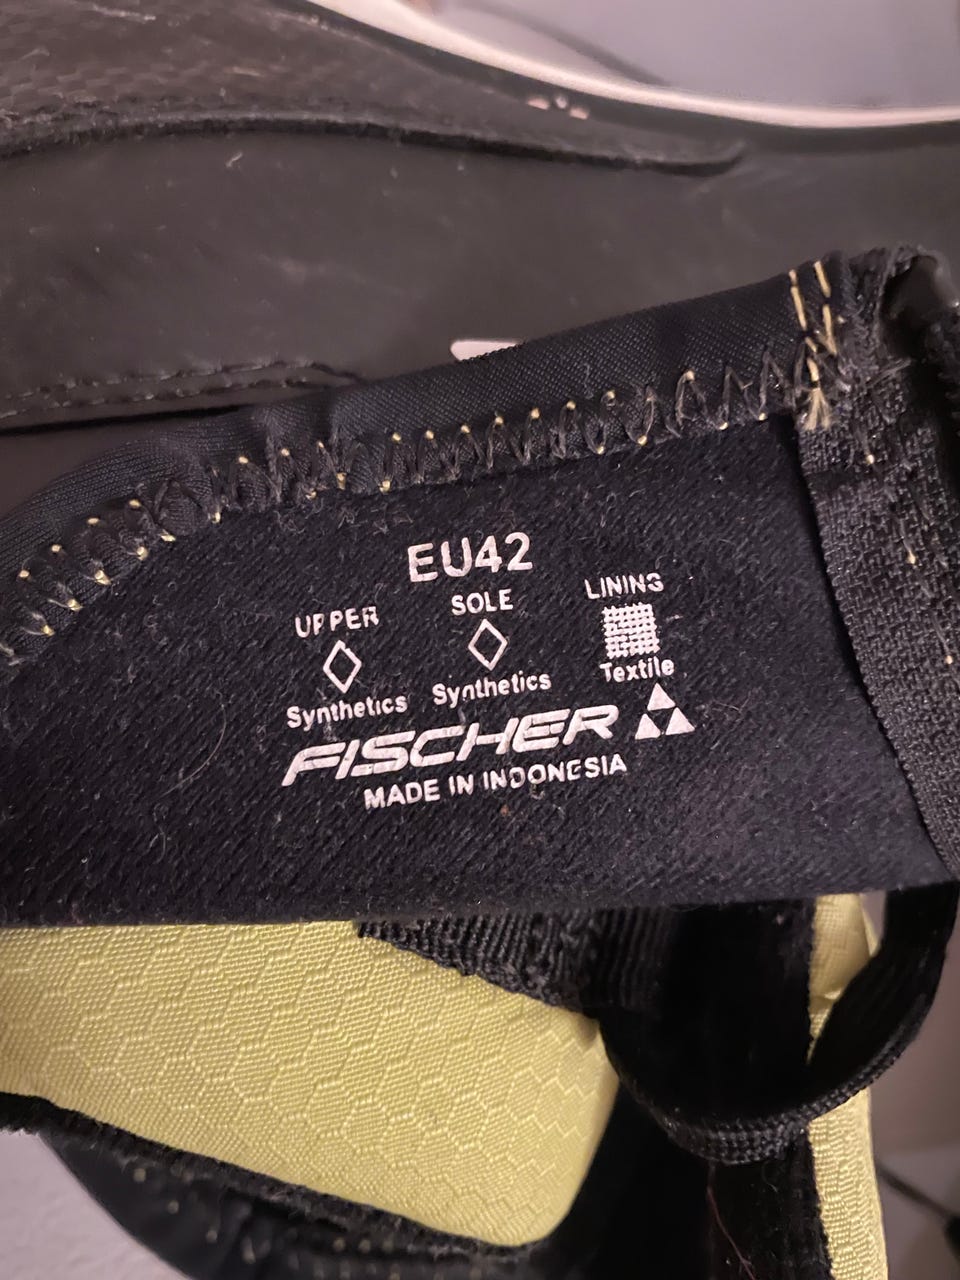 EU42
UPPER SOLE LINING
Synthetics Synthetics Textile
FISCHER
MADE IN INDONESIA